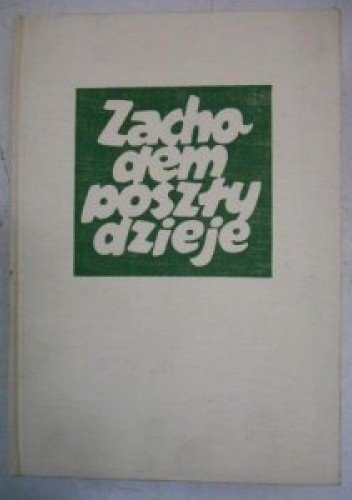 Zacho-
dem
poszły
dzieje